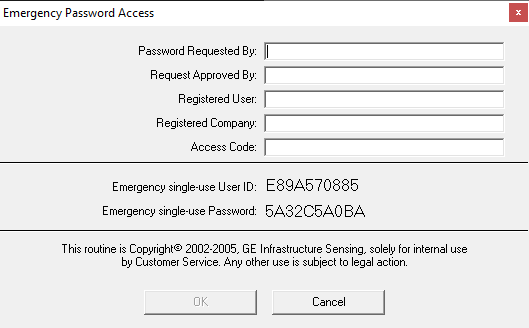 Emergency Password Access
x
Password Requested By:
Request Approved By:
Registered User:
Registered Company:
Access Code:
Emergency single-use User ID: E89A570885
Emergency single-use Password: 5A32C5A0BA
This routine is Copyright© 2002-2005, GE Infrastructure Sensing, solely for internal use
by Customer Service. Any other use is subject to legal action.
OK Cancel